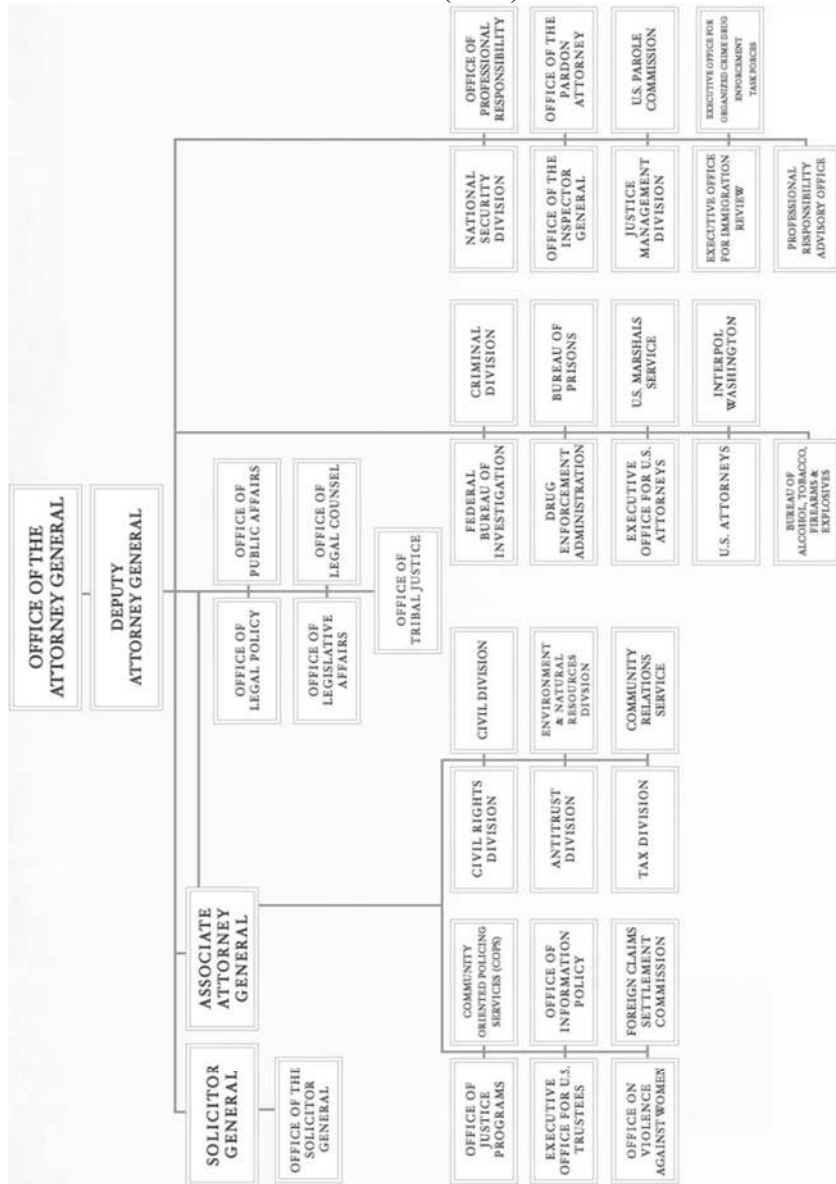 OFFICE OF THE
ATTORNEY GENERAL
DEPUTY
ATTORNEY GENERAL
SOLICITOR
GENERAL
ASSOCIATE
ATTORNEY
GENERAL
OFFICE OF
LEGAL POLICY
OFFICE OF
PUBLIC AFFAIRS
OFFICE OF THE
SOLICITOR
GENERAL
OFFICE OF
LEGISLATIVE
AFFAIRS
OFFICE OF
LEGAL COUNSEL
OFFICE OF
TRIBAL JUSTICE
OFFICE OF
JUSTICE
PROGRAMS
COMMUNITY
ORIENTED POLICING
SERVICES (COPS)
CIVIL RIGHTS
DIVISION
CIVIL DIVISION
FEDERAL
BUREAU OF
INVESTIGATION
CRIMINAL
DIVISION
NATIONAL
SECURITY
DIVISION
OFFICE OF
PROFESSIONAL
RESPONSIBILITY
EXECUTIVE
OFFICE FOR U.S.
TRUSTEES
OFFICE OF
INFORMATION
POLICY
ANTITRUST
DIVISION
ENVIRONMENT
& NATURAL
RESOURCES
DIVSION
DRUG
ENFORCEMENT
ADMINISTRATION
BUREAU OF
PRISONS
OFFICE OF THE
INSPECTOR
GENERAL
OFFICE OF THE
PARDON
ATTORNEY
OFFICE ON
VIOLENCE
AGAINST WOMEN
FOREIGN CLAIMS
SETTLEMENT
COMMISSION
TAX DIVISION
COMMUNITY
RELATIONS
SERVICE
EXECUTIVE
OFFICE FOR U.S.
ATTORNEYS
U.S. MARSHALS
SERVICE
JUSTICE
MANAGEMENT
DIVISION
U.S. PAROLE
COMMISSION
U.S. ATTORNEYS
INTERPOL
WASHINGTON
EXECUTIVE OFFICE
FOR IMMIGRATION
REVIEW
EXECUTIVE OFFICE FOR
ORGANIZED CRIME DRUG
ENFORCEMENT
TASK FORCES
BUREAU OF
ALCOHOL, TOBACCO,
FIREARMS &
EXPLOSIVES
PROFESSIONAL
RESPONSIBILITY
ADVISORY OFFICE